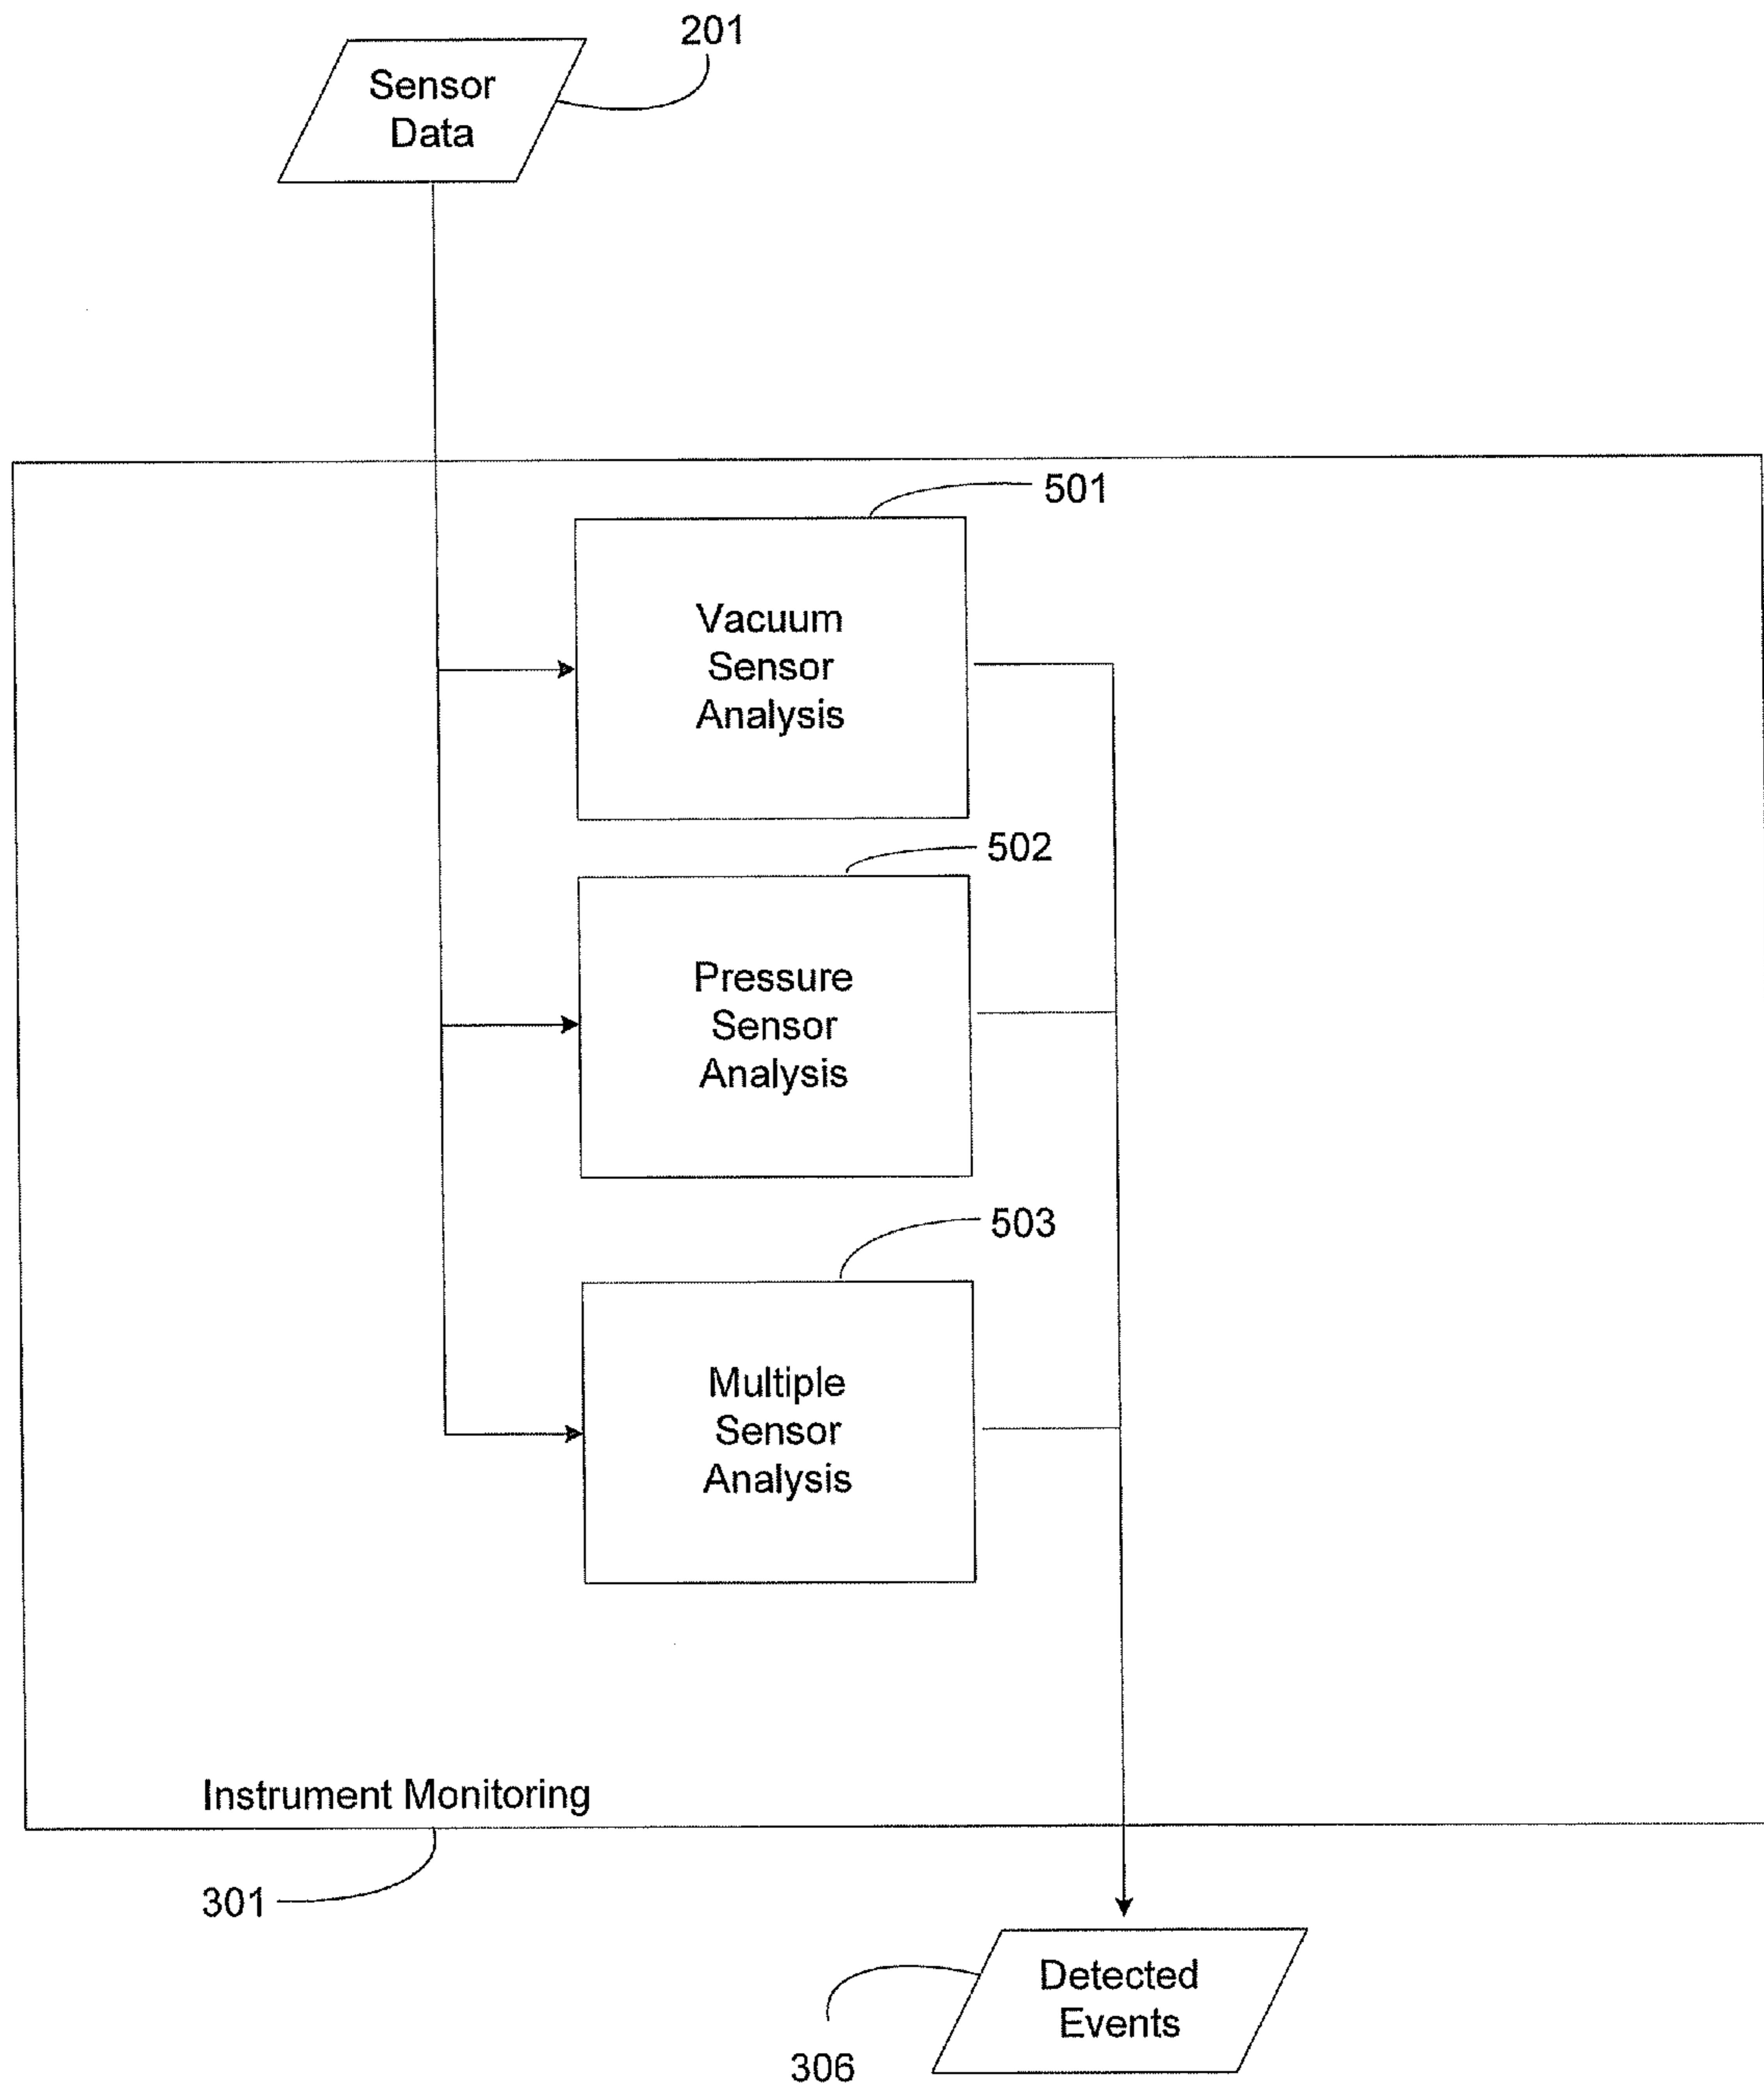 201
Sensor
Data
501
Vacuum
Sensor
Analysis
502
Pressure
Sensor
Analysis
503
Multiple
Sensor
Analysis
Instrument Monitoring
301
Detected
Events
306